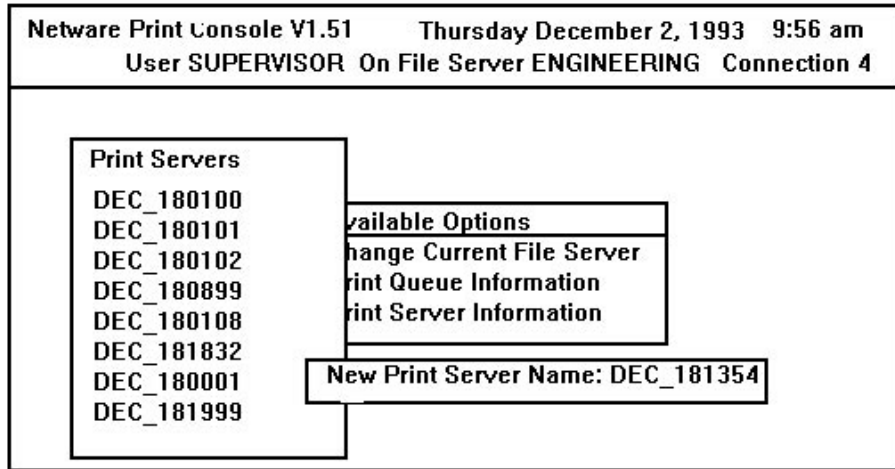 Netware Print Console V1.51 Thursday December 2, 1993 9:56 am
User SUPERVISOR On File Server ENGINEERING Connection 4
Print Servers
DEC_180100
DEC_180101
DEC_180102
DEC_180899
DEC_180108
DEC_181832
DEC_180001
DEC_181999
vailable Options
hange Current File Server
rint Queue Information
rint Server Information
New Print Server Name: DEC_181354